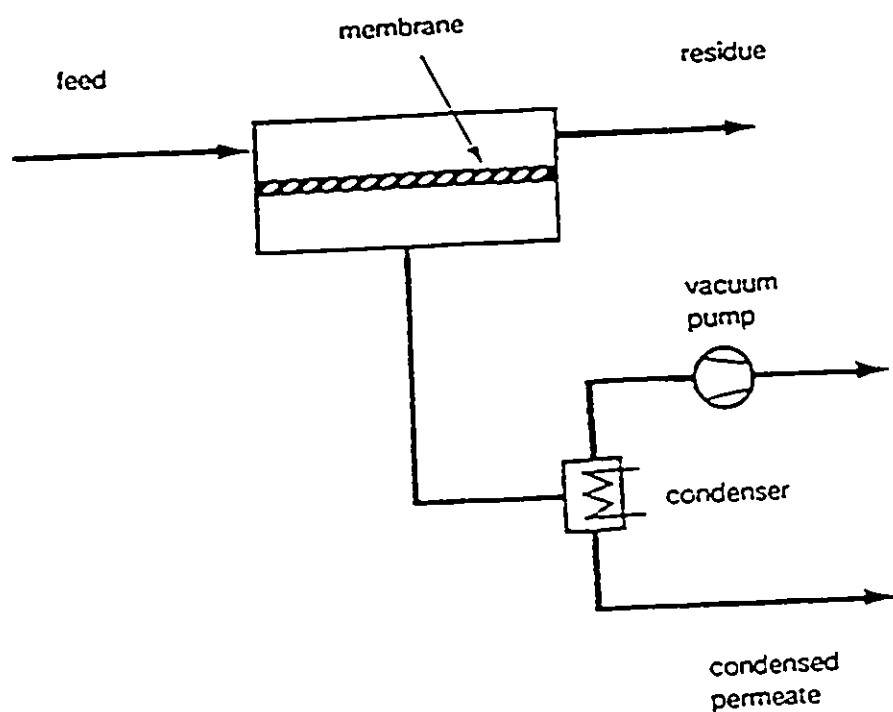 membrane
residue
feed
vacuum
pump
condenser
condensed
permeate